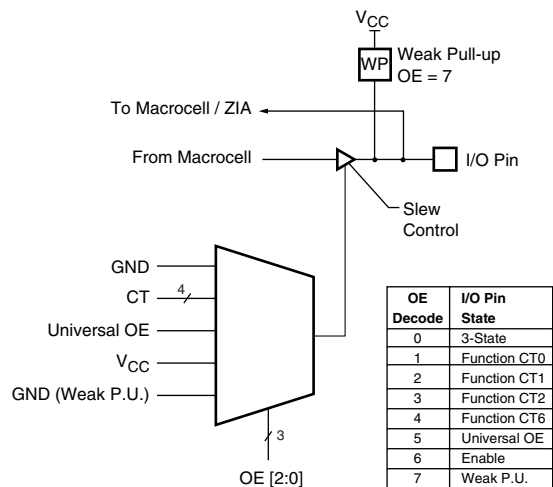 VCC
WP
Weak Pull-up
OE = 7
To Macrocell / ZIA
From Macrocell
I/O Pin
Slew
Control
GND
4
CT
Universal OE
VCC
GND (Weak P.U.)
3
OE [2:0]
OE Decode I/O Pin State
0 3-State
1 Function CT0
2 Function CT1
3 Function CT2
4 Function CT6
5 Universal OE
6 Enable
7 Weak P.U.